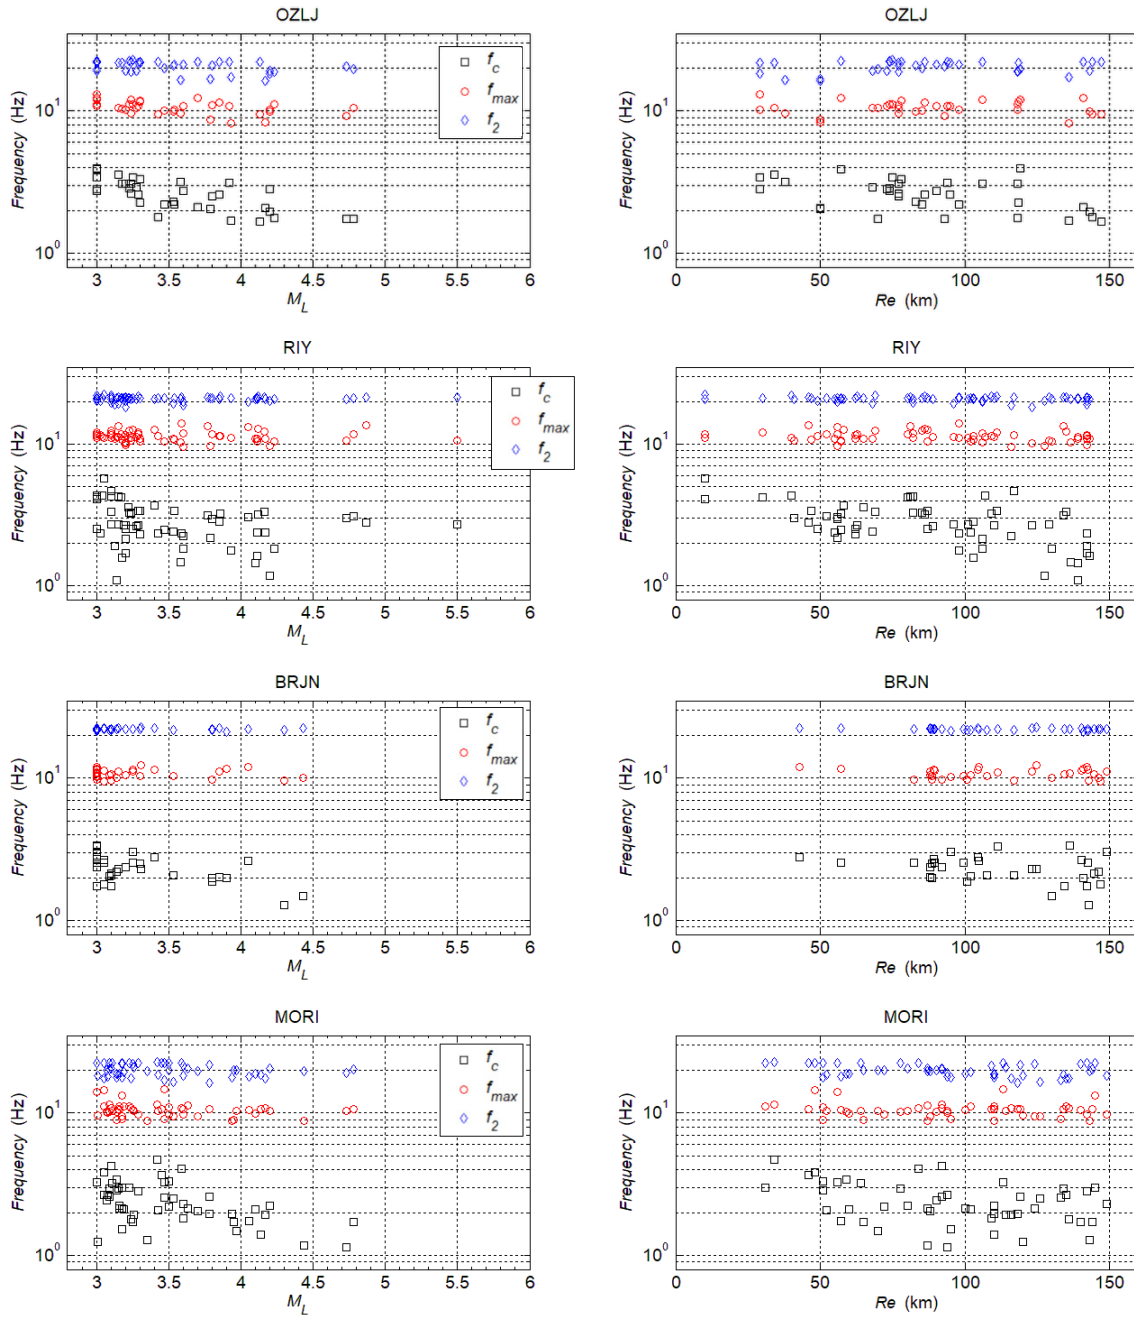 OZLJ
Frequency (Hz)
10^1
10^0
f_c
f_max
f_2
3 3.5 4 4.5 5 5.5 6
M_L
OZLJ
Frequency (Hz)
10^1
10^0
0 50 100 150
Re (km)
RIY
Frequency (Hz)
10^1
10^0
f_c
f_max
f_2
3 3.5 4 4.5 5 5.5 6
M_L
RIY
Frequency (Hz)
10^1
10^0
0 50 100 150
Re (km)
BRJN
Frequency (Hz)
10^1
10^0
f_c
f_max
f_2
3 3.5 4 4.5 5 5.5 6
M_L
BRJN
Frequency (Hz)
10^1
10^0
0 50 100 150
Re (km)
MORI
Frequency (Hz)
10^1
10^0
f_c
f_max
f_2
3 3.5 4 4.5 5 5.5 6
M_L
MORI
Frequency (Hz)
10^1
10^0
0 50 100 150
Re (km)